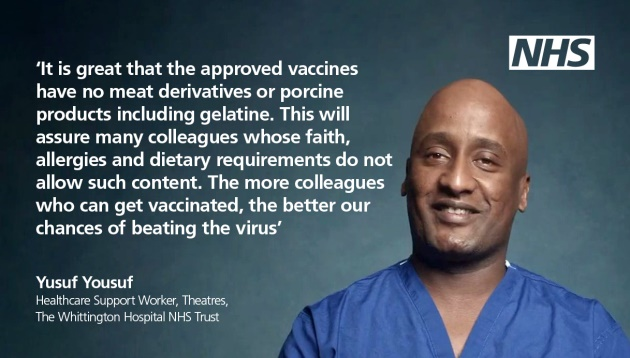 NHS
‘It is great that the approved vaccines
have no meat derivatives or porcine
products including gelatine. This will
assure many colleagues whose faith,
allergies and dietary requirements do not
allow such content. The more colleagues
who can get vaccinated, the better our
chances of beating the virus’
Yusuf Yousuf
Healthcare Support Worker, Theatres,
The Whittington Hospital NHS Trust